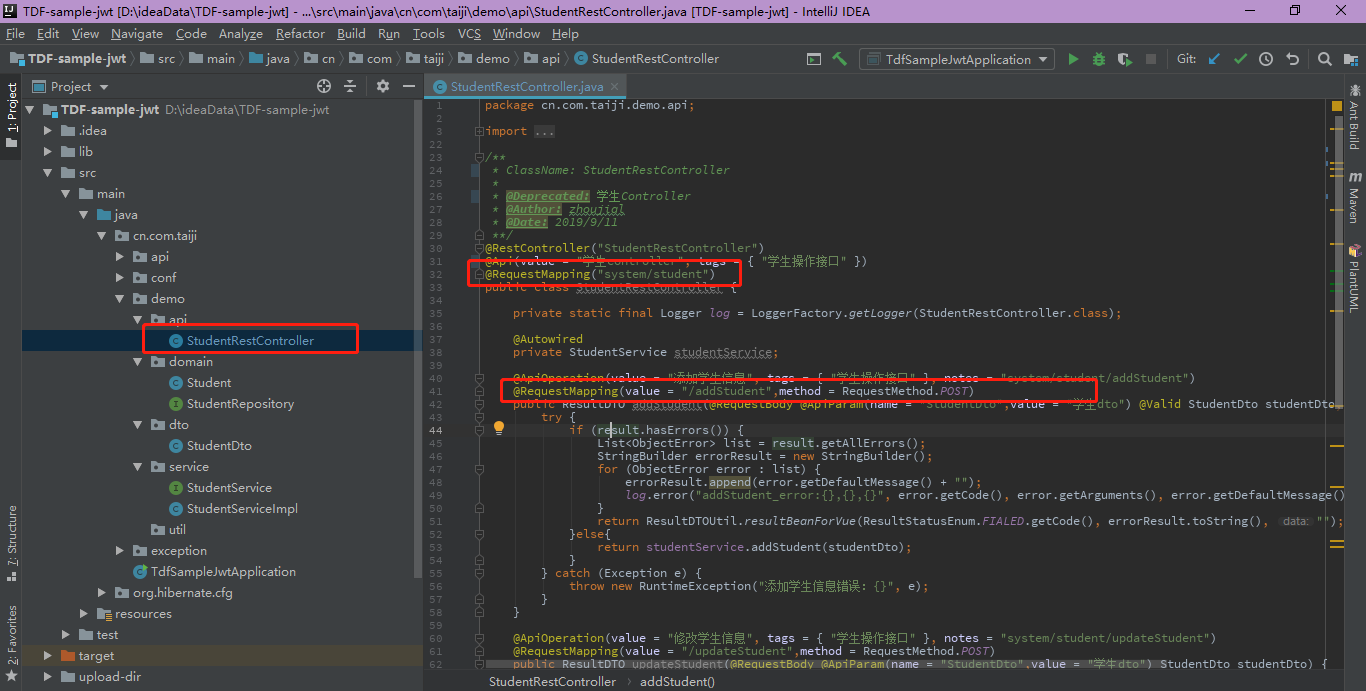 TDF-sample-jwt [D:\ideaData\TDF-sample-jwt] - ...\src\main\java\cn\com\taiji\demo\api\StudentRestController.java [TDF-sample-jwt] - IntelliJ IDEA
File Edit View Navigate Code Analyze Refactor Build Run Tools VCS Window Help
TDF-sample-jwt src main java cn com taiji demo api StudentRestController TdfSampleJwtApplication Git:
Project
StudentRestController.java
1: Project
7: Structure
2: Favorites
TDF-sample-jwt D:\ideaData\TDF-sample-jwt
.idea
lib
src
main
java
cn.com.taiji
api
conf
demo
api
StudentRestController
domain
Student
StudentRepository
dto
StudentDto
service
StudentService
StudentServiceImpl
util
exception
TdfSampleJwtApplication
org.hibernate.cfg
resources
test
target
upload-dir
1 package cn.com.taiji.demo.api;
2
3 import ...
22
23 /**
24 * ClassName: StudentRestController
25 *
26 * @Deprecated: 学生Controller
27 * @Author: zhoujial
28 * @Date: 2019/9/11
29 **/
30 @RestController("StudentRestController")
31 @Api(value = "学生Controller", tags = { "学生操作接口" })
32 @RequestMapping("system/student")
33 public class StudentRestController {
34
35 private static final Logger log = LoggerFactory.getLogger(StudentRestController.class);
36
37 @Autowired
38 private StudentService studentService;
39
40 @ApiOperation(value = "添加学生信息", tags = { "学生操作接口" }, notes = "system/student/addStudent")
41 @RequestMapping(value = "/addStudent",method = RequestMethod.POST)
42 public ResultDTO addStudent(@RequestBody @ApiParam(name = "StudentDto",value = "学生dto") @Valid StudentDto studentDto
43 try {
44 if (result.hasErrors()) {
45 List<ObjectError> list = result.getAllErrors();
46 StringBuilder errorResult = new StringBuilder();
47 for (ObjectError error : list) {
48 errorResult.append(error.getDefaultMessage() + "");
49 log.error("addStudent_error:{},{},{}", error.getCode(), error.getArguments(), error.getDefaultMessage()
50 }
51 return ResultDTOUtil.resultBeanForVue(ResultStatusEnum.FIALED.getCode(), errorResult.toString(), data: "");
52 }else{
53 return studentService.addStudent(studentDto);
54 }
55 } catch (Exception e) {
56 throw new RuntimeException("添加学生信息错误: {}", e);
57 }
58 }
59
60 @ApiOperation(value = "修改学生信息", tags = { "学生操作接口" }, notes = "system/student/updateStudent")
61 @RequestMapping(value = "/updateStudent",method = RequestMethod.POST)
62 public ResultDTO updateStudent(@RequestBody @ApiParam(name = "StudentDto",value = "学生dto") StudentDto studentDto) {
StudentRestController addStudent()
Ant Build
Maven
PlantUML